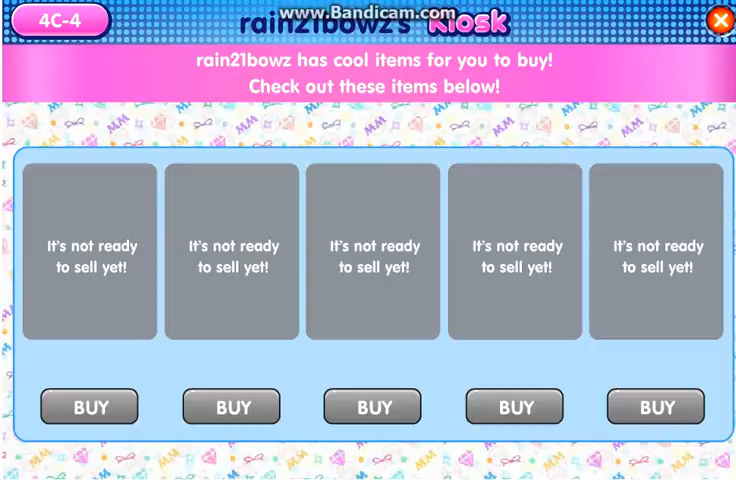 www.Bandicam.com
4C-4
rain21bowz's Kiosk
rain21bowz has cool items for you to buy!
Check out these items below!
It's not ready
to sell yet!
It's not ready
to sell yet!
It's not ready
to sell yet!
It's not ready
to sell yet!
It's not ready
to sell yet!
BUY
BUY
BUY
BUY
BUY